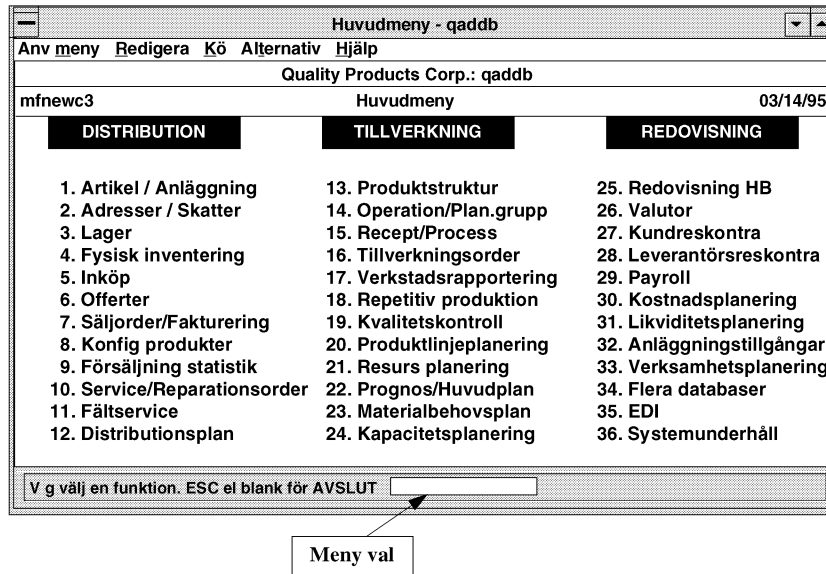 Huvudmeny - qaddb
Anv meny Redigera Kö Alternativ Hjälp
Quality Products Corp.: qaddb
mfnewc3 Huvudmeny 03/14/95
DISTRIBUTION TILLVERKNING REDOVISNING
1. Artikel / Anläggning 13. Produktstruktur 25. Redovisning HB
2. Adresser / Skatter 14. Operation/Plan.grupp 26. Valutor
3. Lager 15. Recept/Process 27. Kundreskontra
4. Fysisk inventering 16. Tillverkningsorder 28. Leverantörsreskontra
5. Inköp 17. Verkstadsrapportering 29. Payroll
6. Offerter 18. Repetitiv produktion 30. Kostnadsplanering
7. Säljorder/Fakturering 19. Kvalitetskontroll 31. Likviditetsplanering
8. Konfig produkter 20. Produktlinjeplanering 32. Anläggningstillgångar
9. Försäljning statistik 21. Resurs planering 33. Verksamhetsplanering
10. Service/Reparationsorder 22. Prognos/Huvudplan 34. Flera databaser
11. Fältservice 23. Materialbehovsplan 35. EDI
12. Distributionsplan 24. Kapacitetsplanering 36. Systemunderhåll
V g välj en funktion. ESC el blank för AVSLUT
Meny val